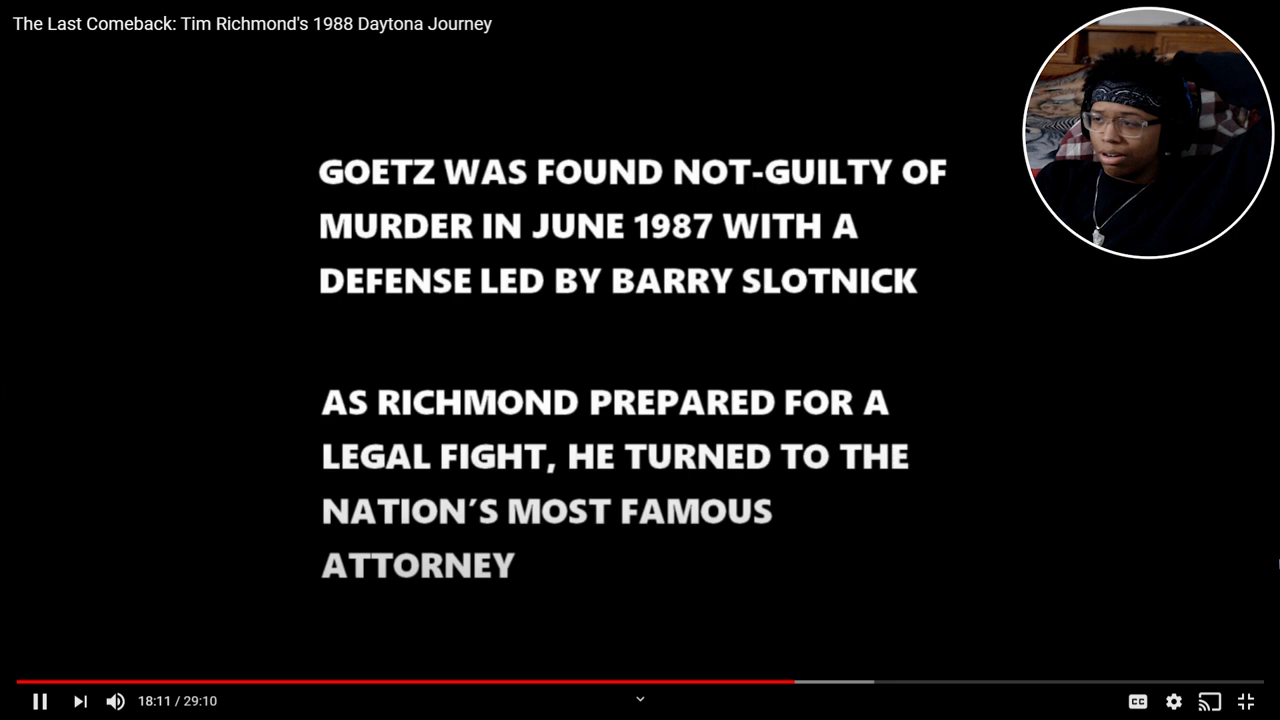 The Last Comeback: Tim Richmond's 1988 Daytona Journey
GOETZ WAS FOUND NOT-GUILTY OF
MURDER IN JUNE 1987 WITH A
DEFENSE LED BY BARRY SLOTNICK
AS RICHMOND PREPARED FOR A
LEGAL FIGHT, HE TURNED TO THE
NATION'S MOST FAMOUS
ATTORNEY
18:11 / 29:10
CC